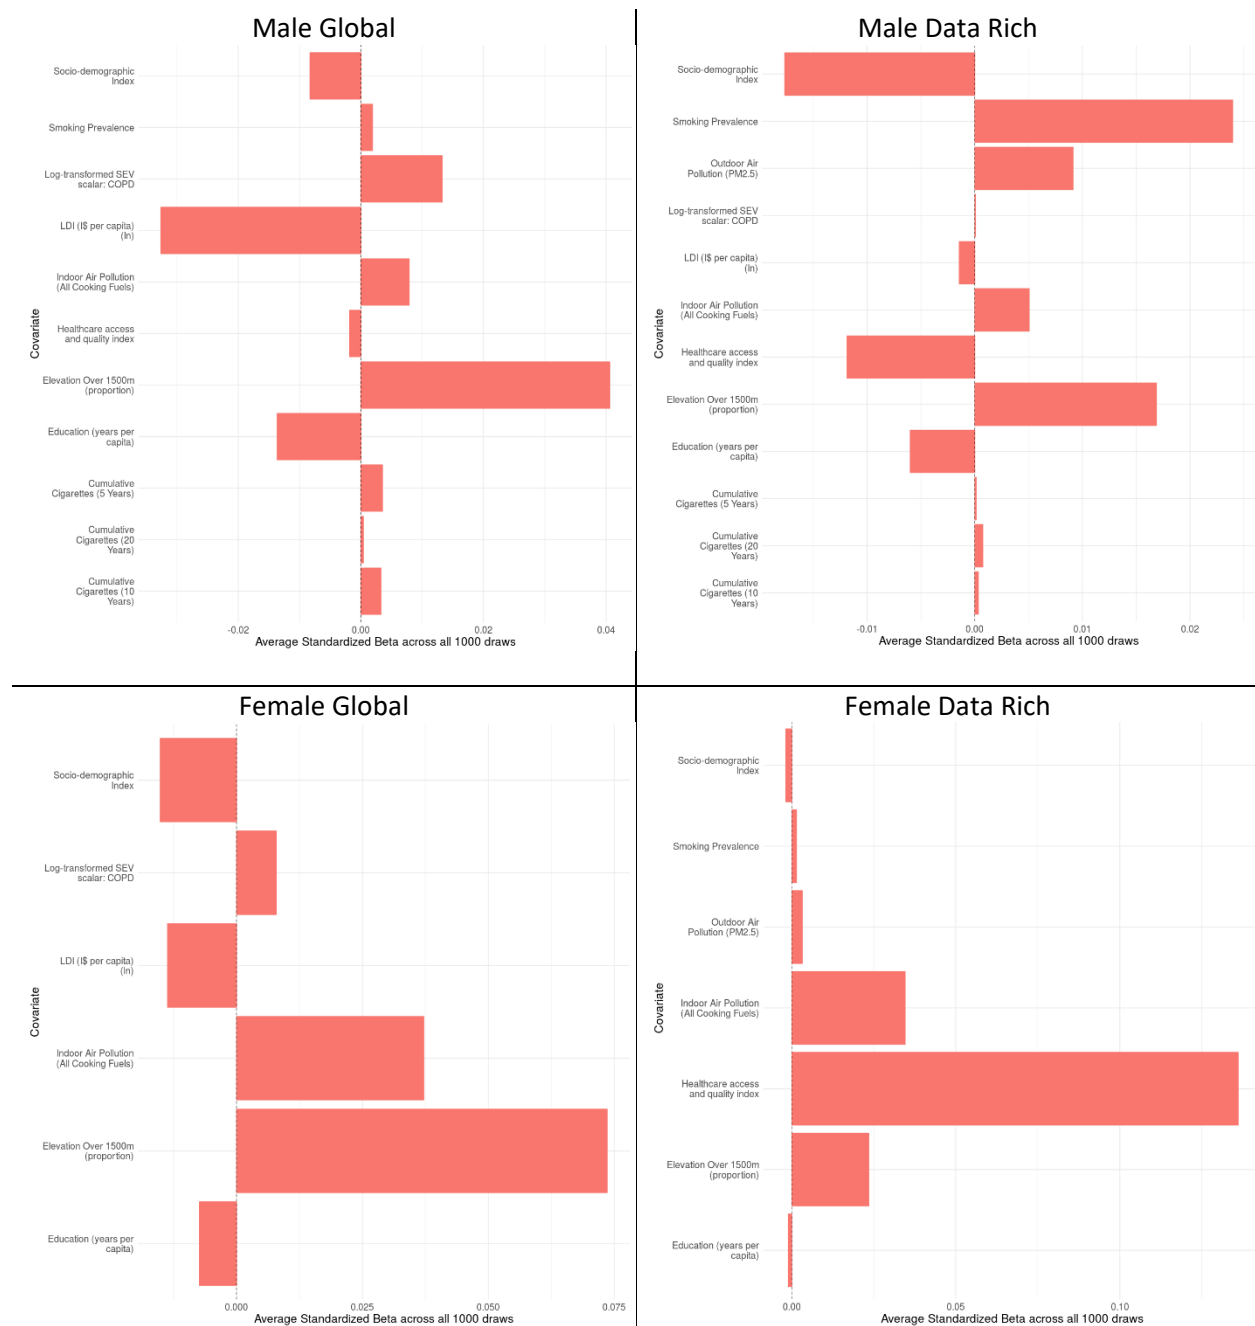 Male Global
Socio-demographic
Index
Smoking Prevalence
Log-transformed SEV
scalar: COPD
LDI (I$ per capita)
(ln)
Indoor Air Pollution
(All Cooking Fuels)
Healthcare access
and quality index
Elevation Over 1500m
(proportion)
Education (years per
capita)
Cumulative
Cigarettes (5 Years)
Cumulative
Cigarettes (20
Years)
Cumulative
Cigarettes (10
Years)
Covariate
-0.02 0.00 0.02 0.04
Average Standardized Beta across all 1000 draws
Male Data Rich
Socio-demographic
Index
Smoking Prevalence
Outdoor Air
Pollution (PM2.5)
Log-transformed SEV
scalar: COPD
LDI (I$ per capita)
(ln)
Indoor Air Pollution
(All Cooking Fuels)
Healthcare access
and quality index
Elevation Over 1500m
(proportion)
Education (years per
capita)
Cumulative
Cigarettes (5 Years)
Cumulative
Cigarettes (20
Years)
Cumulative
Cigarettes (10
Years)
Covariate
-0.01 0.00 0.01 0.02
Average Standardized Beta across all 1000 draws
Female Global
Socio-demographic
Index
Log-transformed SEV
scalar: COPD
LDI (I$ per capita)
(ln)
Indoor Air Pollution
(All Cooking Fuels)
Elevation Over 1500m
(proportion)
Education (years per
capita)
Covariate
0.000 0.025 0.050 0.075
Average Standardized Beta across all 1000 draws
Female Data Rich
Socio-demographic
Index
Smoking Prevalence
Outdoor Air
Pollution (PM2.5)
Indoor Air Pollution
(All Cooking Fuels)
Healthcare access
and quality index
Elevation Over 1500m
(proportion)
Education (years per
capita)
Covariate
0.00 0.05 0.10
Average Standardized Beta across all 1000 draws